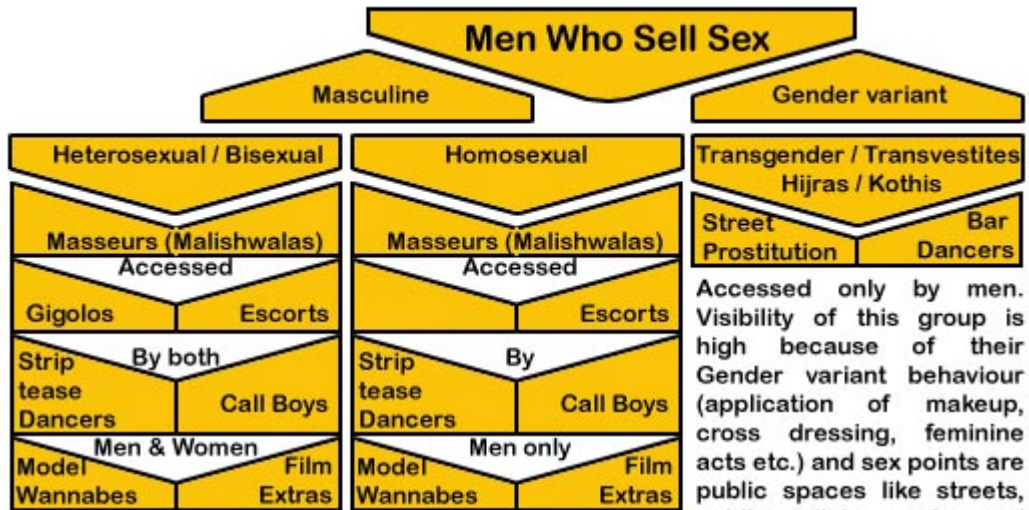 Men Who Sell Sex
Masculine
Gender variant
Heterosexual / Bisexual
Masseurs (Malishwalas)
Accessed
Gigolos
Escorts
By both
Strip
tease
Dancers
Call Boys
Men & Women
Model
Wannabes
Film
Extras
Homosexual
Masseurs (Malishwalas)
Accessed
Escorts
By
Strip
tease
Dancers
Call Boys
Men only
Model
Wannabes
Film
Extras
Transgender / Transvestites
Hijras / Kothis
Street
Prostitution
Bar
Dancers
Accessed only by men.
Visibility of this group is
high because of their
Gender variant behaviour
(application of makeup,
cross dressing, feminine
acts etc.) and sex points are
public spaces like streets,